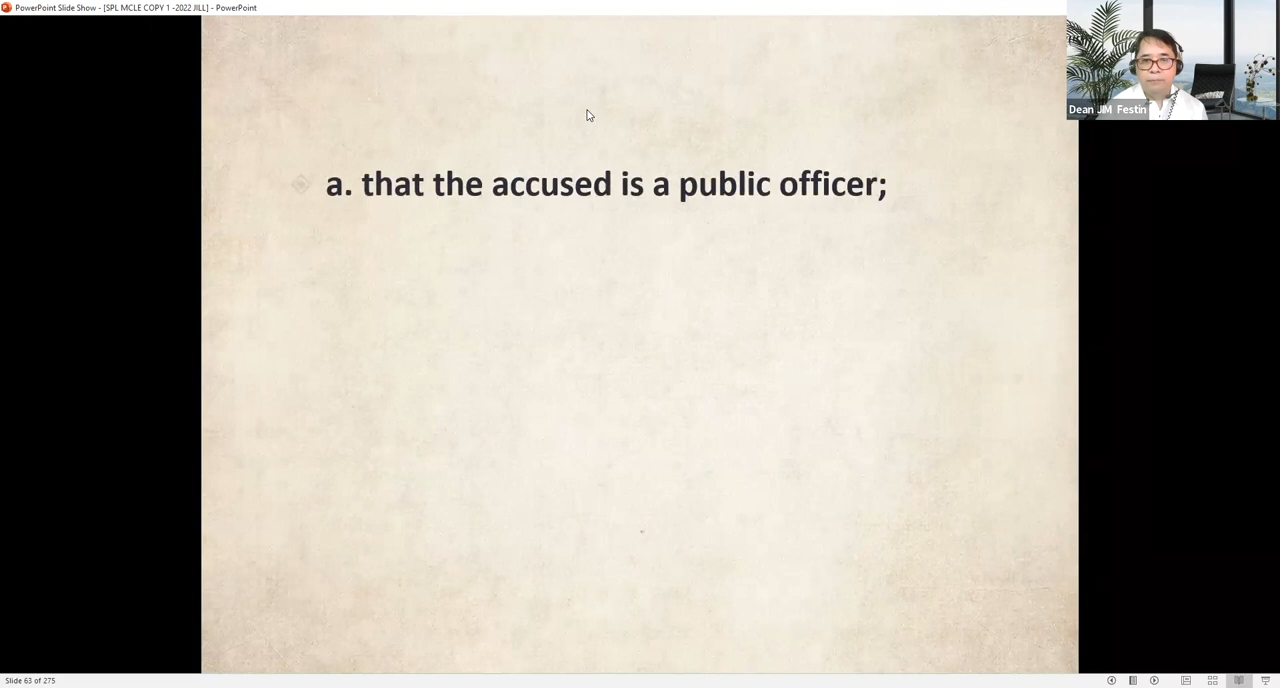 PowerPoint Slide Show - [SPL MCLE COPY 1 -2022 JILL] - PowerPoint
Dean JIM Festin
a. that the accused is a public officer;
Slide 63 of 275